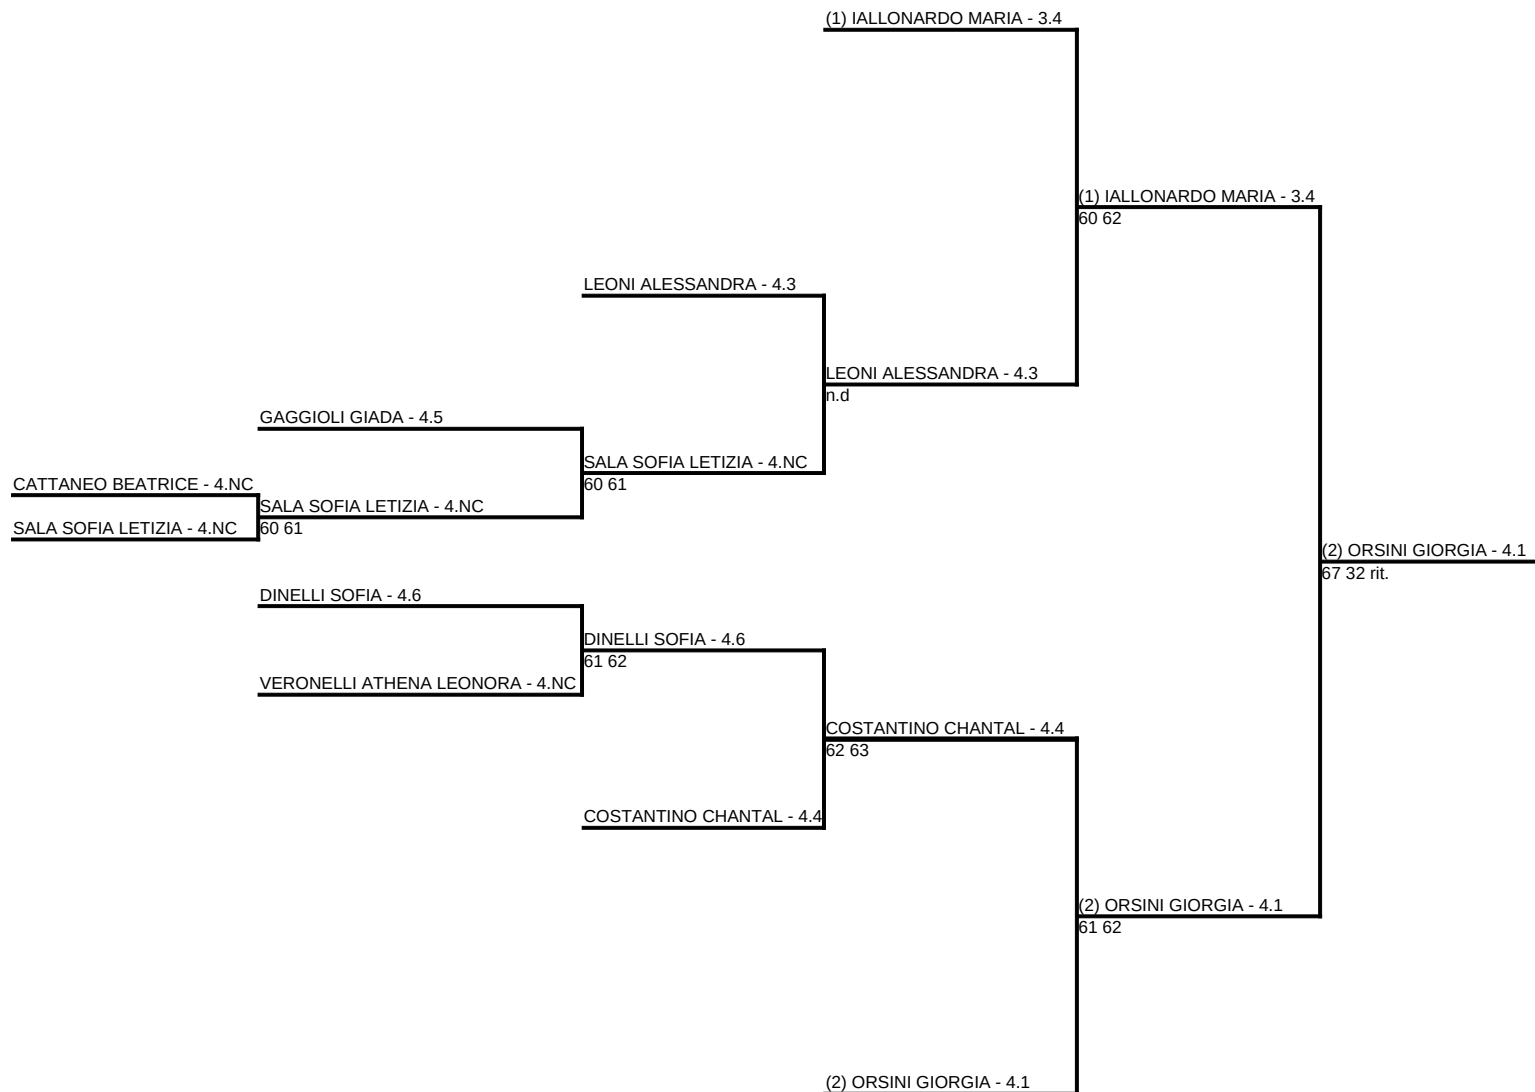 (1) IALLONARDO MARIA - 3.4
(1) IALLONARDO MARIA - 3.4
60 62
LEONI ALESSANDRA - 4.3
LEONI ALESSANDRA - 4.3
n.d
GAGGIOLI GIADA - 4.5
SALA SOFIA LETIZIA - 4.NC
60 61
CATTANEO BEATRICE - 4.NC
SALA SOFIA LETIZIA - 4.NC
60 61
SALA SOFIA LETIZIA - 4.NC
(2) ORSINI GIORGIA - 4.1
67 32 rit.
DINELLI SOFIA - 4.6
DINELLI SOFIA - 4.6
61 62
VERONELLI ATHENA LEONORA - 4.NC
COSTANTINO CHANTAL - 4.4
62 63
COSTANTINO CHANTAL - 4.4
(2) ORSINI GIORGIA - 4.1
61 62
(2) ORSINI GIORGIA - 4.1